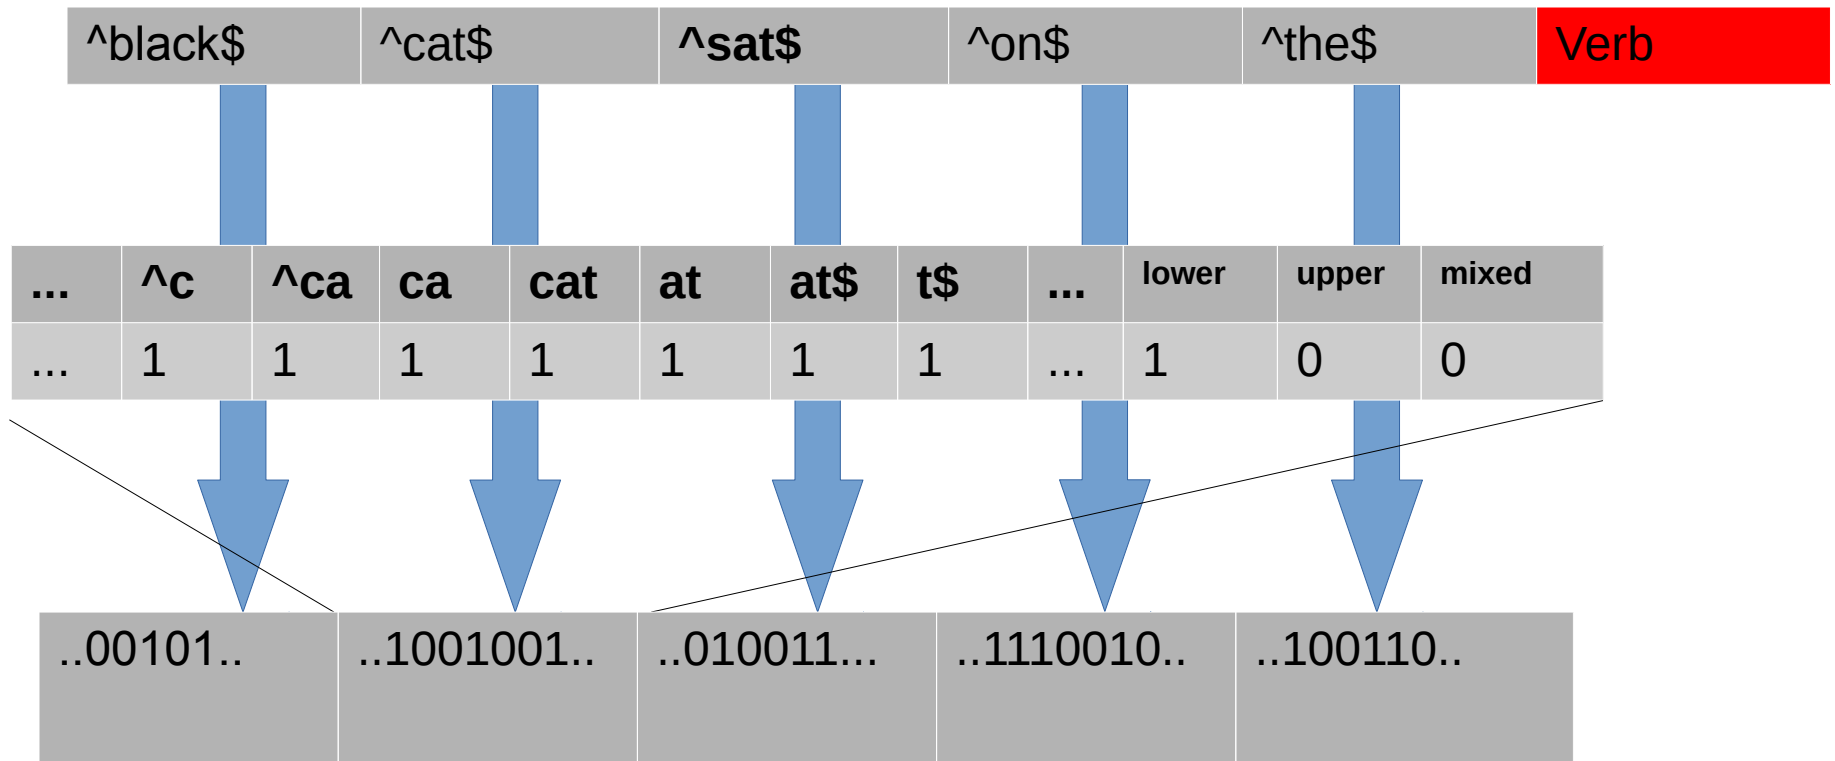 ^black$ ^cat$ ^sat$ ^on$ ^the$ Verb
... ^c ^ca ca cat at at$ t$ ... lower upper mixed
... 1 1 1 1 1 1 1 ... 1 0 0
..00101.. ..1001001.. ..010011... ..1110010.. ..100110..